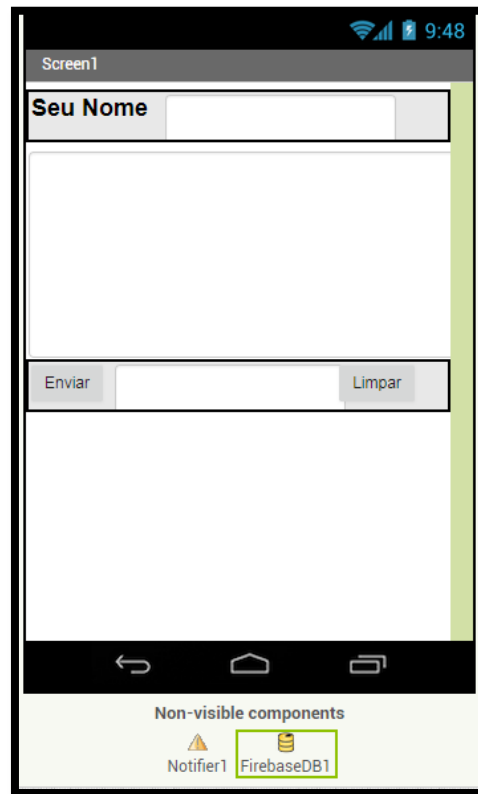 9:48
Screen1
Seu Nome
Enviar Limpar
Non-visible components
Notifier1 FirebaseDB1